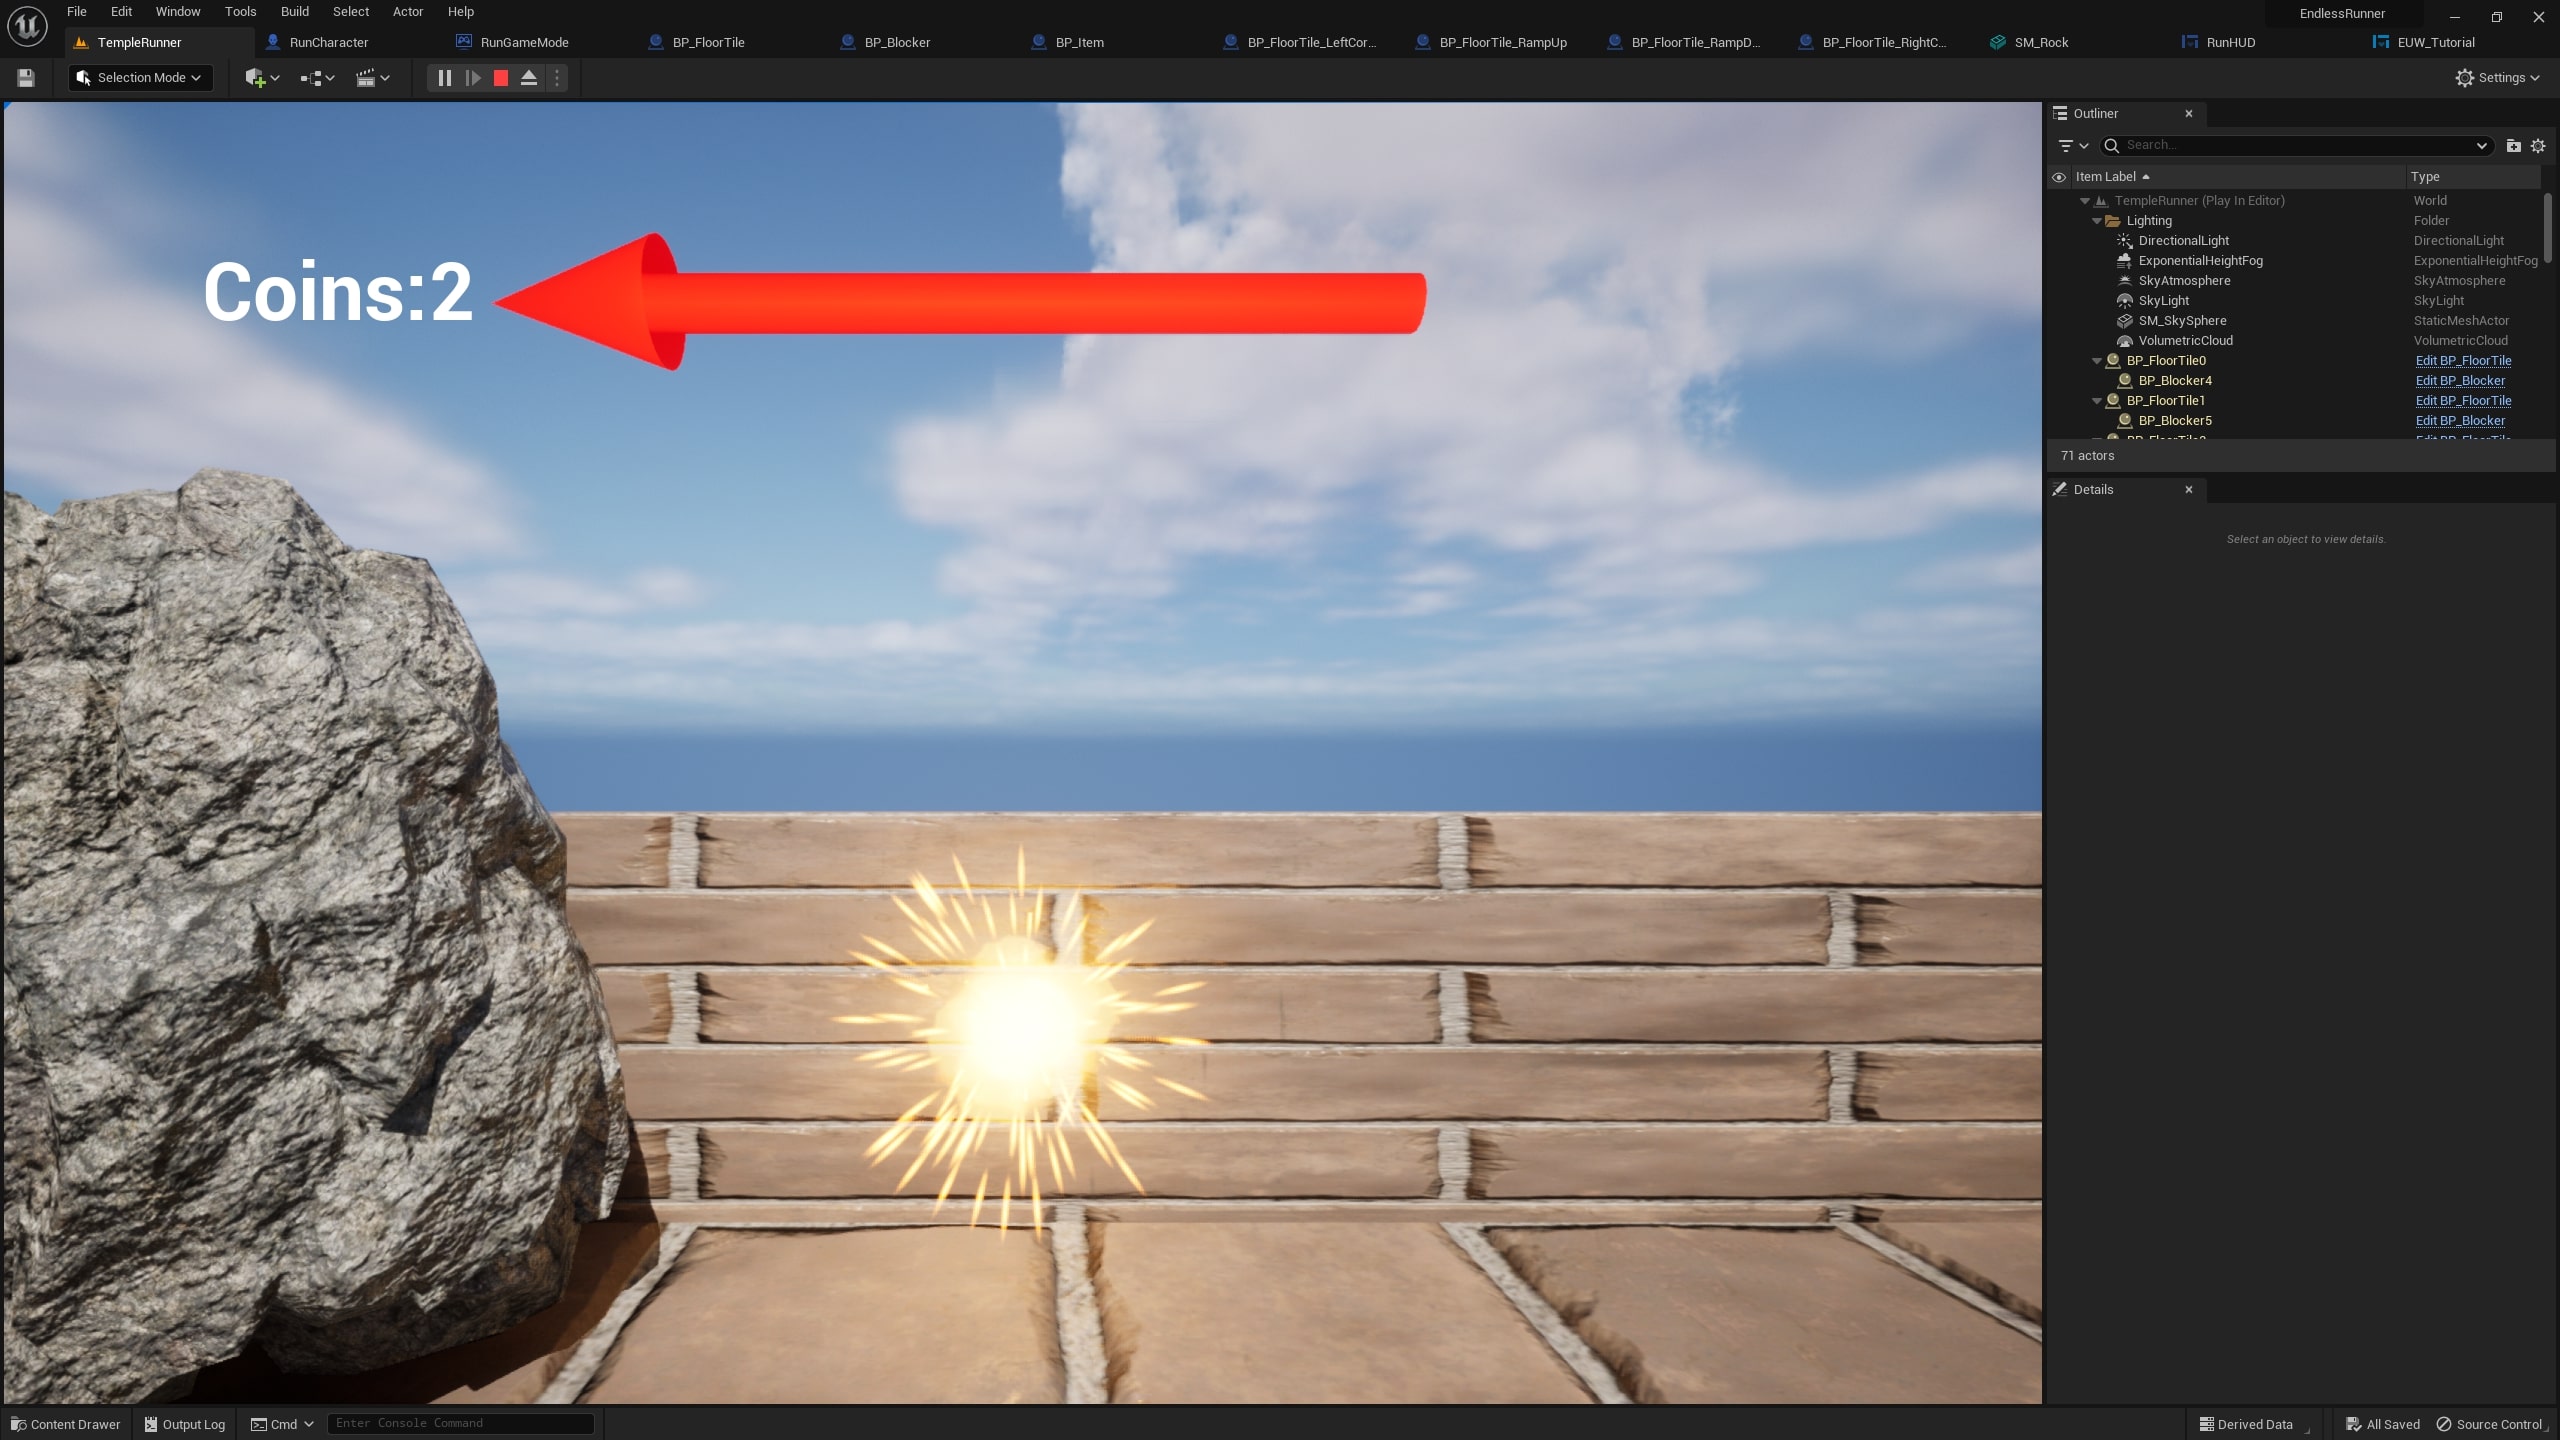 File Edit Window Tools Build Select Actor Help
EndlessRunner
TempleRunner RunCharacter RunGameMode BP_FloorTile BP_Blocker BP_Item BP_FloorTile_LeftCor... BP_FloorTile_RampUp BP_FloorTile_RampD... BP_FloorTile_RightC... SM_Rock RunHUD EUW_Tutorial
Selection Mode
Settings
Coins:2
Outliner
Search...
Item Label Type
TempleRunner (Play In Editor) World
Lighting Folder
DirectionalLight DirectionalLight
ExponentialHeightFog ExponentialHeightFog
SkyAtmosphere SkyAtmosphere
SkyLight SkyLight
SM_SkySphere StaticMeshActor
VolumetricCloud VolumetricCloud
BP_FloorTile0 Edit BP_FloorTile
BP_Blocker4 Edit BP_Blocker
BP_FloorTile1 Edit BP_FloorTile
BP_Blocker5 Edit BP_Blocker
71 actors
Details
Select an object to view details.
Content Drawer Output Log Cmd Enter Console Command Derived Data All Saved Source Control